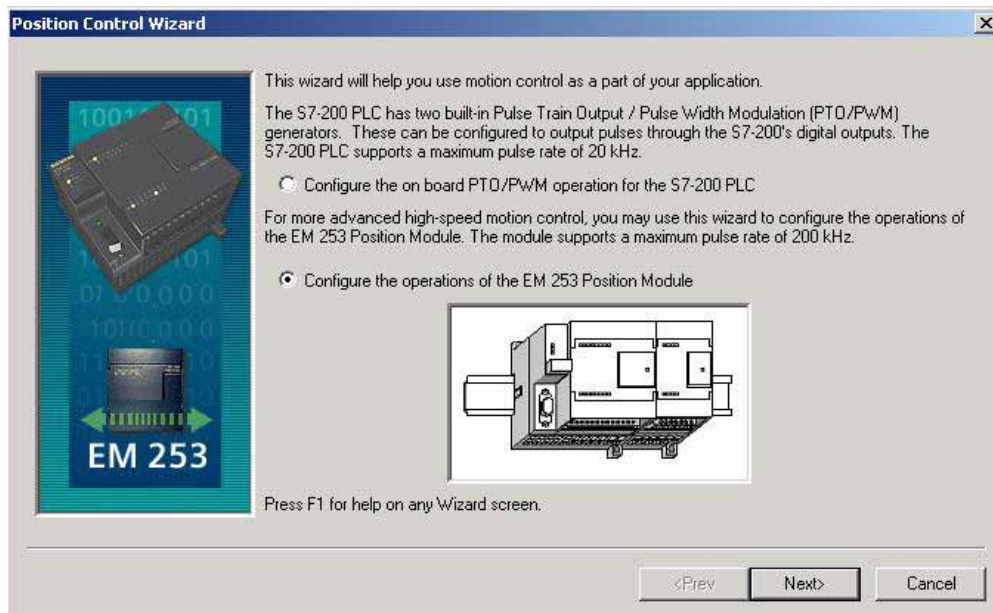 Position Control Wizard
This wizard will help you use motion control as a part of your application.
The S7-200 PLC has two built-in Pulse Train Output / Pulse Width Modulation (PTO/PWM)
generators. These can be configured to output pulses through the S7-200's digital outputs. The
S7-200 PLC supports a maximum pulse rate of 20 kHz.
Configure the on board PTO/PWM operation for the S7-200 PLC
For more advanced high-speed motion control, you may use this wizard to configure the operations of
the EM 253 Position Module. The module supports a maximum pulse rate of 200 kHz.
Configure the operations of the EM 253 Position Module
EM 253
Press F1 for help on any Wizard screen.
<Prev
Next>
Cancel